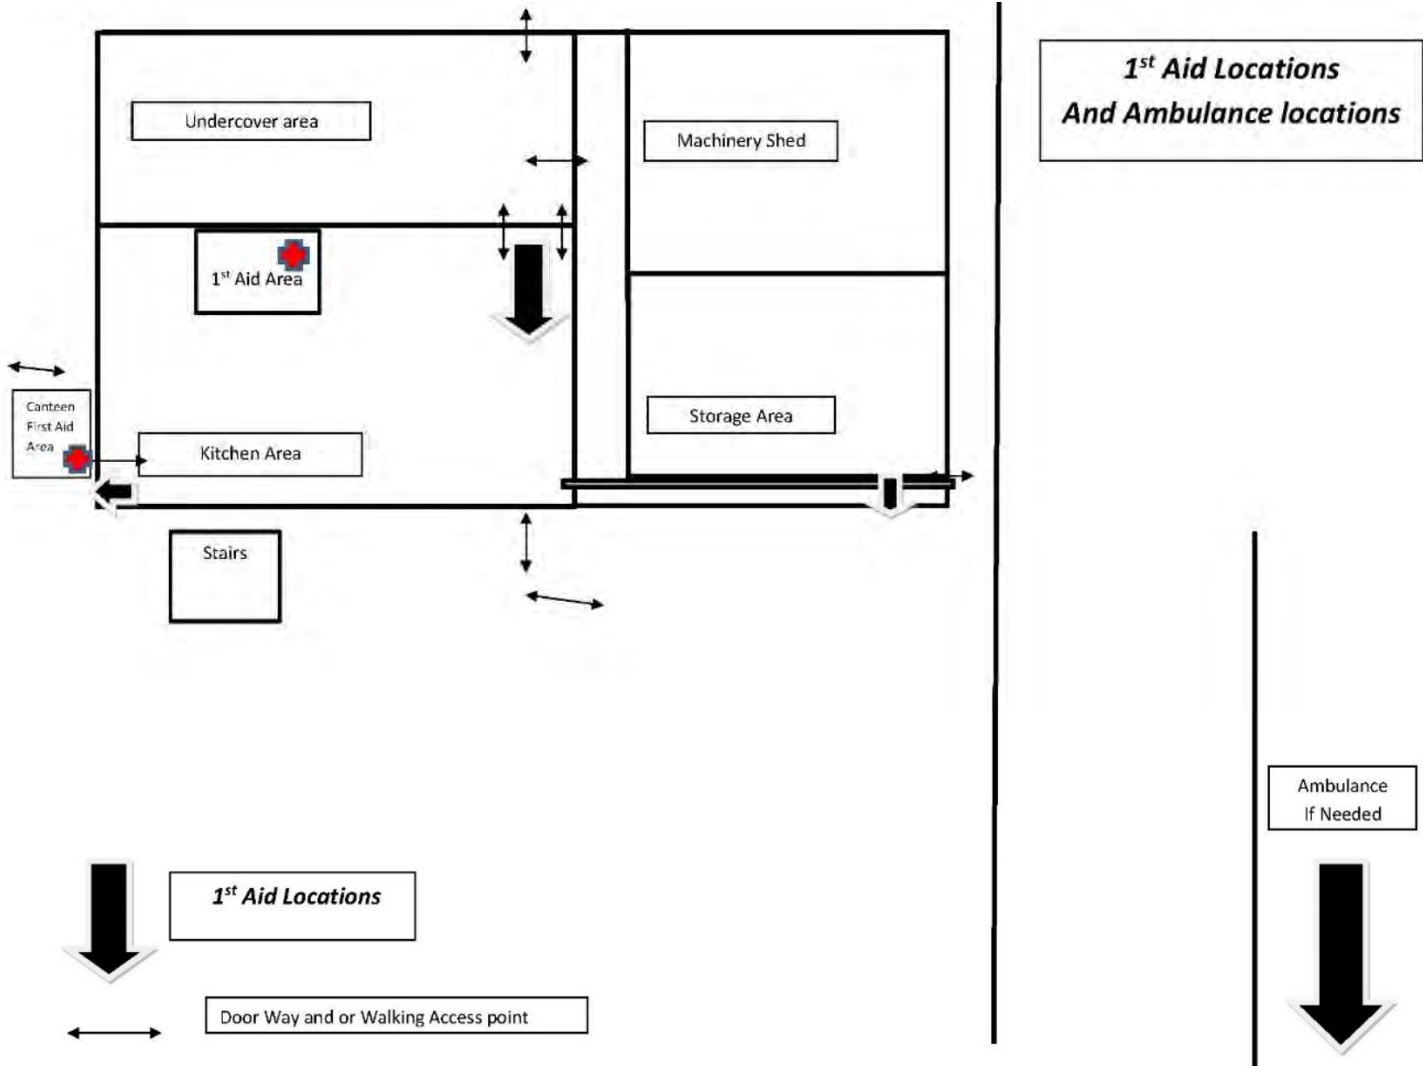 1st Aid Locations
And Ambulance locations
Undercover area
Machinery Shed
1st Aid Area
Canteen
First Aid
Area
Kitchen Area
Storage Area
Stairs
Ambulance
If Needed
1st Aid Locations
Door Way and or Walking Access point